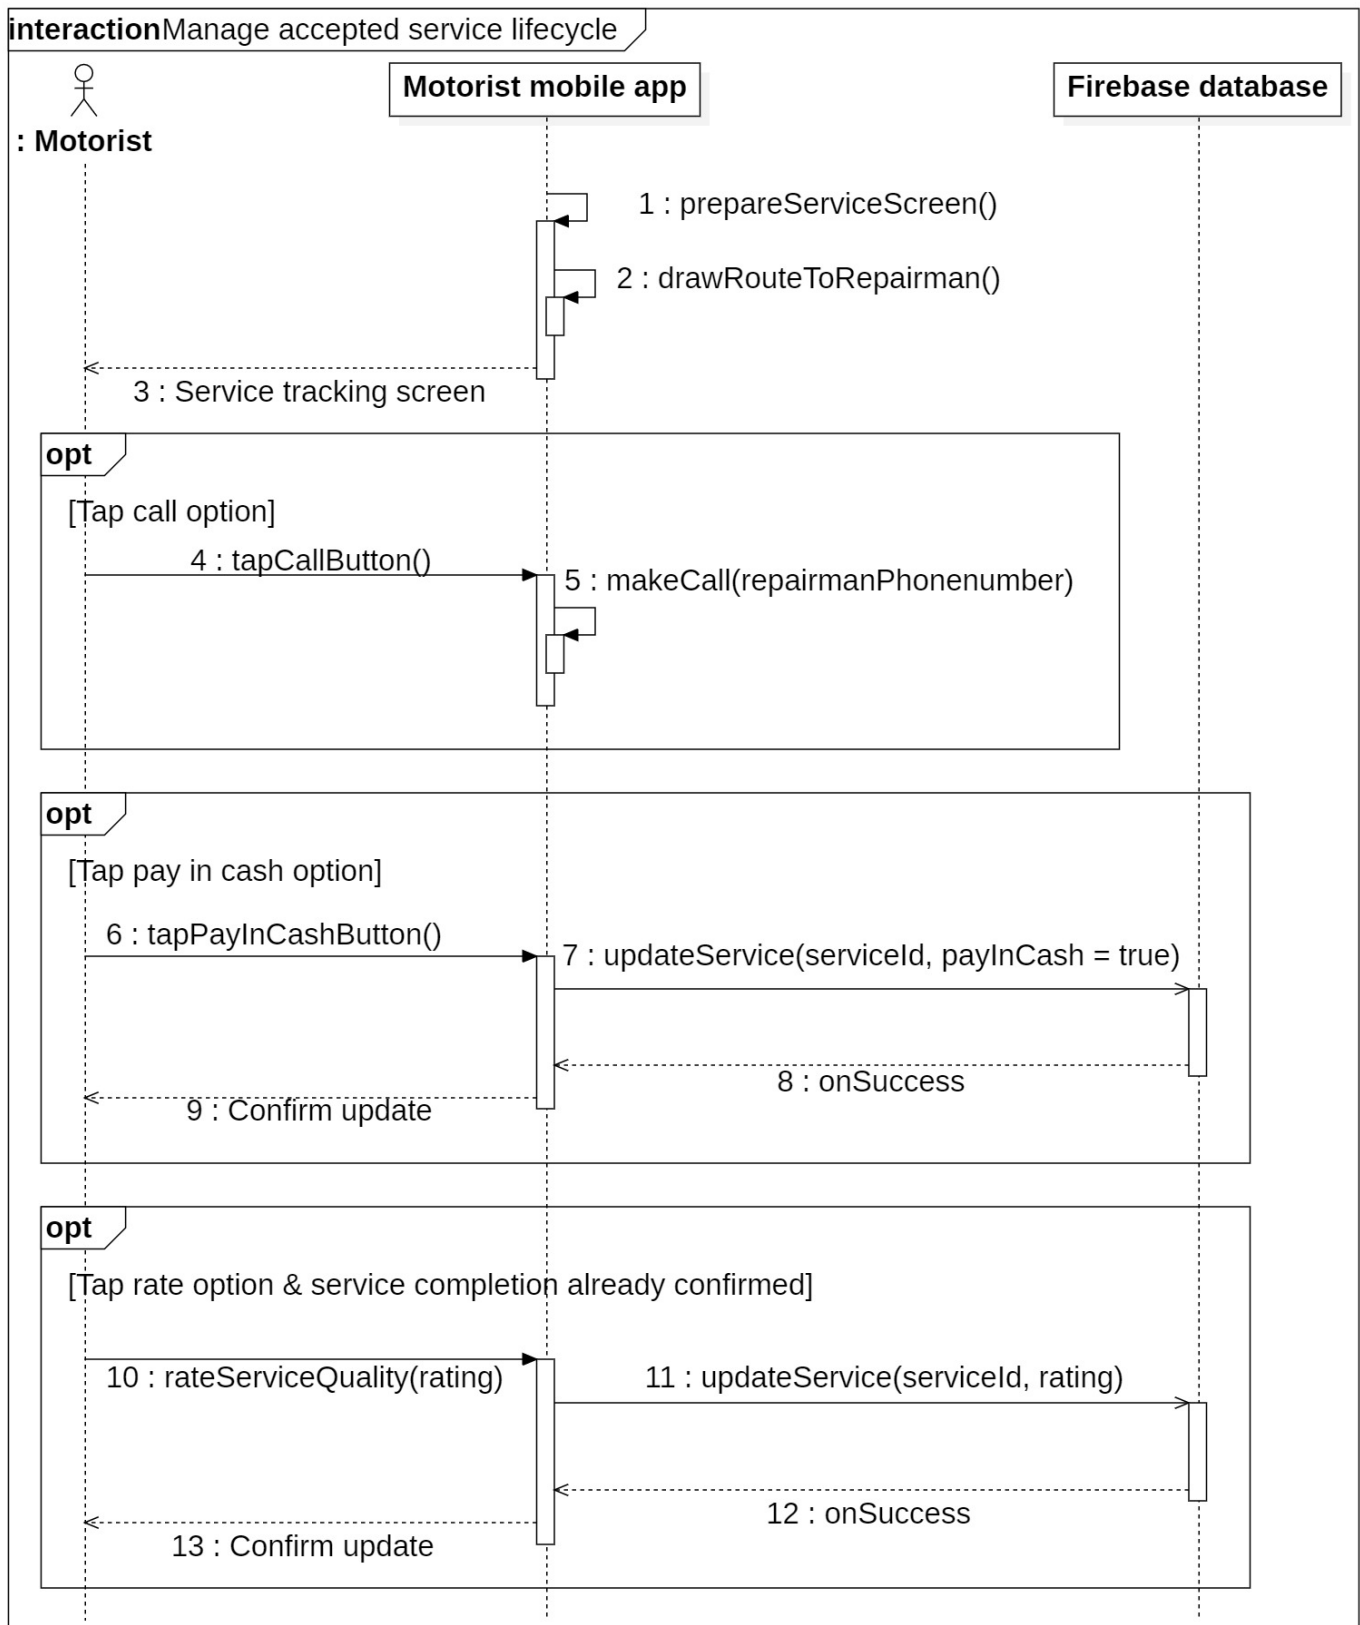 interactionManage accepted service lifecycle
: Motorist
Motorist mobile app
Firebase database
1 : prepareServiceScreen()
2 : drawRouteToRepairman()
3 : Service tracking screen
opt
[Tap call option]
4 : tapCallButton()
5 : makeCall(repairmanPhonenumber)
opt
[Tap pay in cash option]
6 : tapPayInCashButton()
7 : updateService(serviceId, payInCash = true)
8 : onSuccess
9 : Confirm update
opt
[Tap rate option & service completion already confirmed]
10 : rateServiceQuality(rating)
11 : updateService(serviceId, rating)
12 : onSuccess
13 : Confirm update